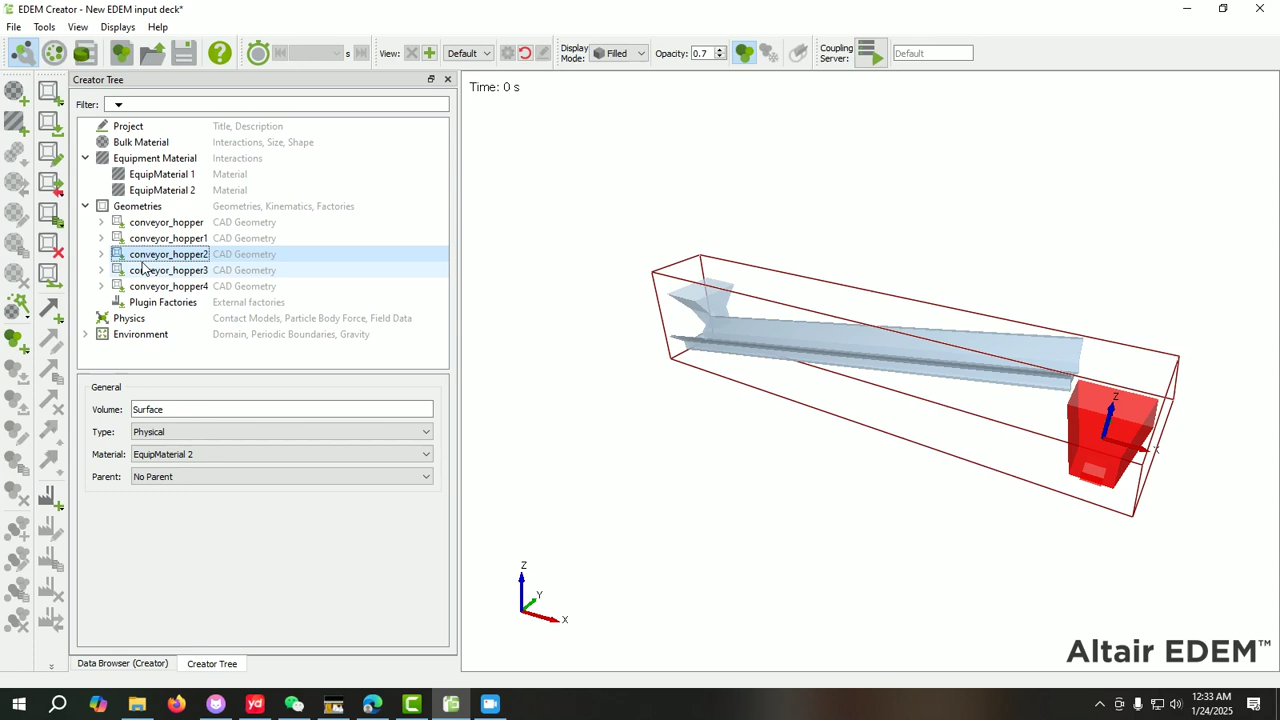 EDEM Creator - New EDEM input deck*
File Tools View Displays Help
s View: Default Display Mode: Filled Opacity: 0.7 Coupling Server: Default
Creator Tree
Filter:
Project Title, Description
Bulk Material Interactions, Size, Shape
Equipment Material Interactions
EquipMaterial 1 Material
EquipMaterial 2 Material
Geometries Geometries, Kinematics, Factories
conveyor_hopper CAD Geometry
conveyor_hopper1 CAD Geometry
conveyor_hopper2 CAD Geometry
conveyor_hopper3 CAD Geometry
conveyor_hopper4 CAD Geometry
Plugin Factories External factories
Physics Contact Models, Particle Body Force, Field Data
Environment Domain, Periodic Boundaries, Gravity
General
Volume: Surface
Type: Physical
Material: EquipMaterial 2
Parent: No Parent
Data Browser (Creator) Creator Tree
Time: 0 s
Z
X
Z
Y
X
Altair EDEM™
yd
12:33 AM
1/24/2025